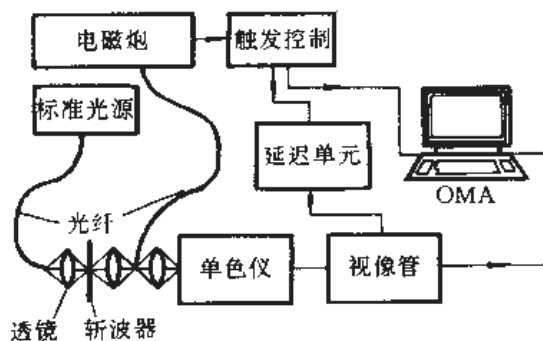 电磁炮
触发控制
标准光源
延迟单元
OMA
光纤
单色仪
视像管
透镜
斩波器